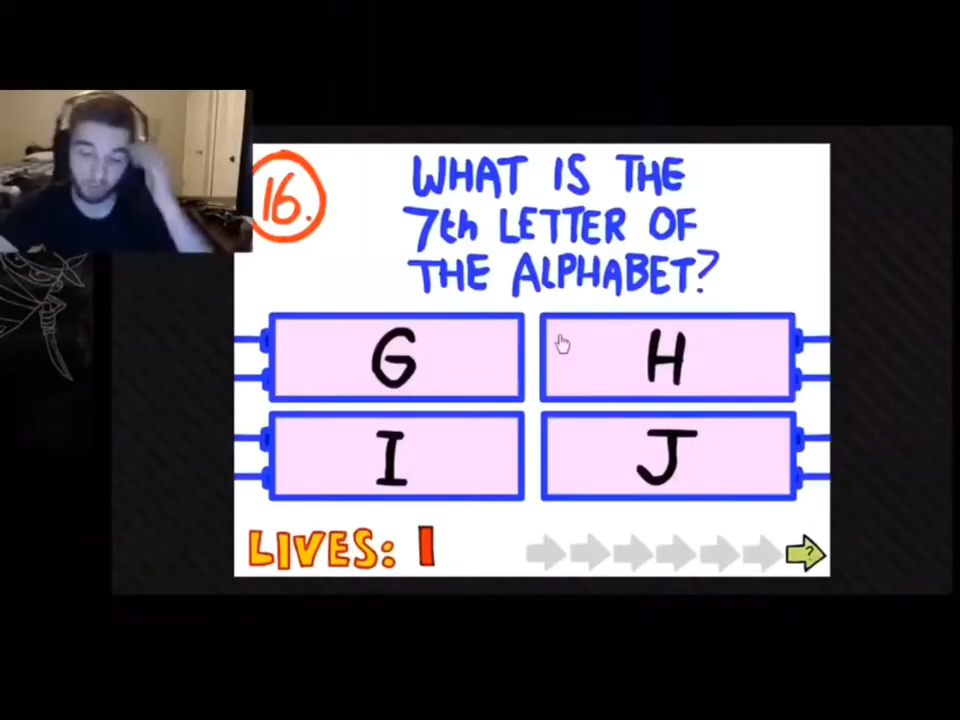 16.
WHAT IS THE
7th LETTER OF
THE ALPHABET?
G
H
I
J
LIVES: 1
?